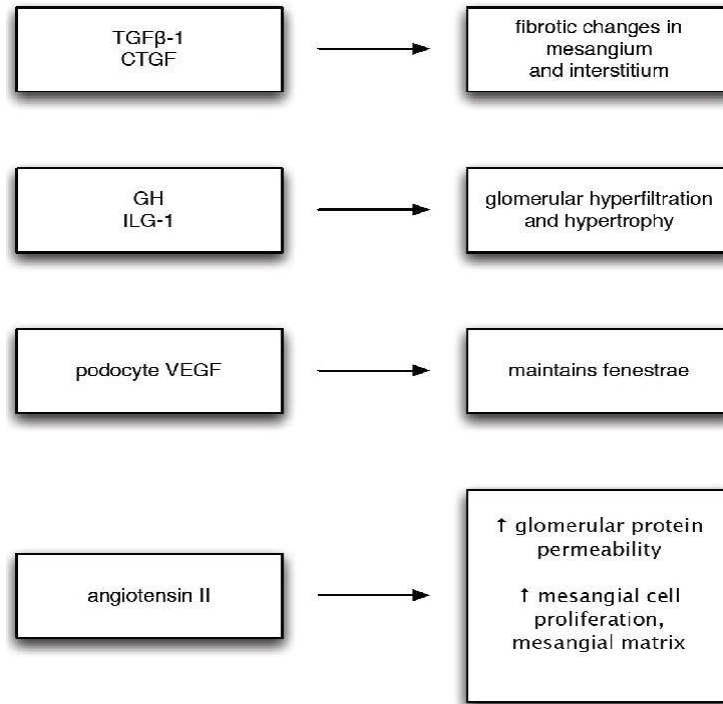 TGFβ-1
CTGF
fibrotic changes in
mesangium
and interstitium
GH
ILG-1
glomerular hyperfiltration
and hypertrophy
podocyte VEGF
maintains fenestrae
angiotensin II
↑ glomerular protein
permeability
↑ mesangial cell
proliferation,
mesangial matrix